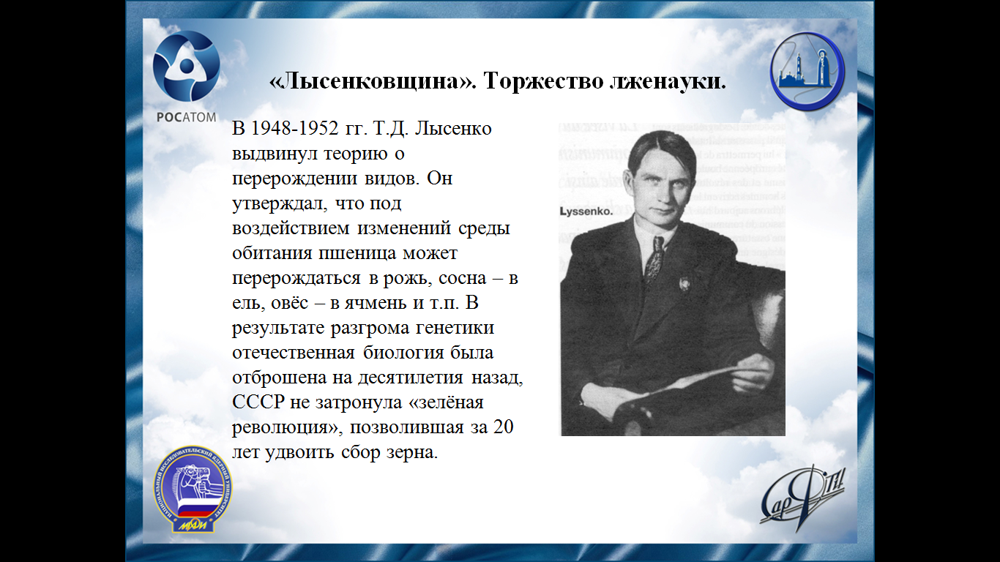 РОСАТОМ
«Лысенковщина». Торжество лженауки.
В 1948-1952 гг. Т.Д. Лысенко
выдвинул теорию о
перерождении видов. Он
утверждал, что под
воздействием изменений среды
обитания пшеница может
перерождаться в рожь, сосна – в
ель, овёс – в ячмень и т.п. В
результате разгрома генетики
отечественная биология была
отброшена на десятилетия назад,
СССР не затронула «зелёная
революция», позволившая за 20
лет удвоить сбор зерна.
Lyssenko.
НАЦИОНАЛЬНЫЙ ИССЛЕДОВАТЕЛЬСКИЙ ЯДЕРНЫЙ УНИВЕРСИТЕТ
МИФИ
СарФТИ